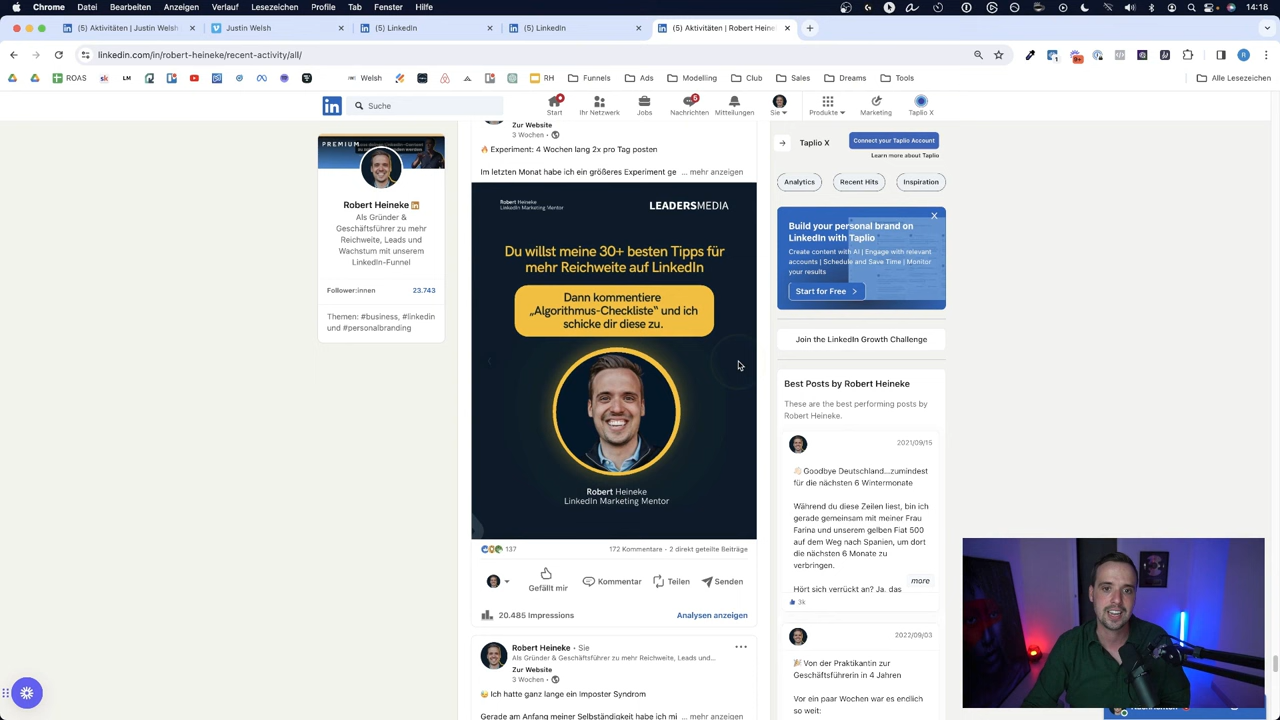 Chrome Datei Bearbeiten Anzeigen Verlauf Lesezeichen Profile Tab Fenster Hilfe
14:18
(5) Aktivitäten | Justin Welsh
Justin Welsh
(5) LinkedIn
(5) LinkedIn
(5) Aktivitäten | Robert Heine
linkedin.com/in/robert-heineke/recent-activity/all/
ROAS
Welsh
RH
Funnels
Ads
Modelling
Club
Sales
Dreams
Tools
Alle Lesezeichen
Suche
Start
Ihr Netzwerk
Jobs
6
Nachrichten
Mitteilungen
Sie
Produkte
Marketing
Taplio X
PREMIUM
Robert Heineke
Als Gründer &
Geschäftsführer zu mehr
Reichweite, Leads und
Wachstum mit unserem
LinkedIn-Funnel
Follower:innen 23.743
Themen: #business, #linkedin
und #personalbranding
Zur Website
3 Wochen •
🔥 Experiment: 4 Wochen lang 2x pro Tag posten
Im letzten Monat habe ich ein größeres Experiment ge ... mehr anzeigen
Robert Heineke
LinkedIn Marketing Mentor
LEADERSMEDIA
Du willst meine 30+ besten Tipps für
mehr Reichweite auf LinkedIn
Dann kommentiere
„Algorithmus-Checkliste“ und ich
schicke dir diese zu.
Robert Heineke
LinkedIn Marketing Mentor
137
172 Kommentare • 2 direkt geteilte Beiträge
Gefällt mir
Kommentar
Teilen
Senden
20.485 Impressions
Analysen anzeigen
Robert Heineke • Sie
Als Gründer & Geschäftsführer zu mehr Reichweite, Leads und...
Zur Website
3 Wochen •
Ich hatte ganz lange ein Imposter Syndrom
Gerade am Anfang meiner Selbständigkeit habe ich mi ... mehr anzeigen
Taplio X
Connect your Taplio Account
Learn more about Taplio
Analytics
Recent Hits
Inspiration
X
Build your personal brand on
LinkedIn with Taplio
Create content with AI | Engage with relevant
accounts | Schedule and Save Time | Monitor
your results
Start for Free >
Join the LinkedIn Growth Challenge
Best Posts by Robert Heineke
These are the best performing posts by
Robert Heineke.
2021/09/15
Goodbye Deutschland...zumindest
für die nächsten 6 Wintermonate
Während du diese Zeilen liest, bin ich
gerade gemeinsam mit meiner Frau
Farina und unserem gelben Fiat 500
auf dem Weg nach Spanien, um dort
die nächsten 6 Monate zu
verbringen.
Hört sich verrückt an? Ja, das
more
3k
2022/09/03
🎉 Von der Praktikantin zur
Geschäftsführerin in 4 Jahren
Vor ein paar Wochen war es endlich
so weit: